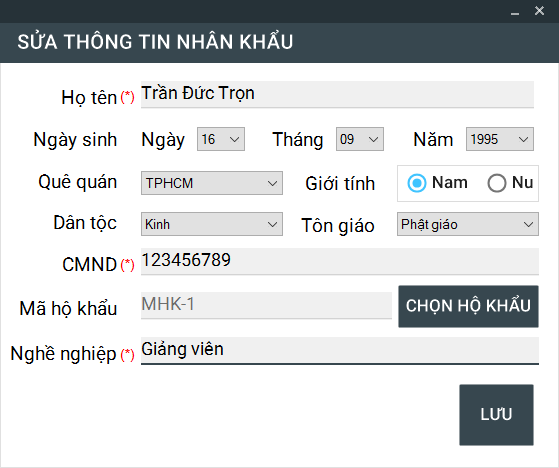 SỬA THÔNG TIN NHÂN KHẨU
Họ tên (*) Trần Đức Trọn
Ngày sinh Ngày 16 Tháng 09 Năm 1995
Quê quán TPHCM Giới tính Nam Nu
Dân tộc Kinh Tôn giáo Phật giáo
CMND (*) 123456789
Mã hộ khẩu MHK-1 CHỌN HỘ KHẨU
Nghề nghiệp (*) Giảng viên
LƯU